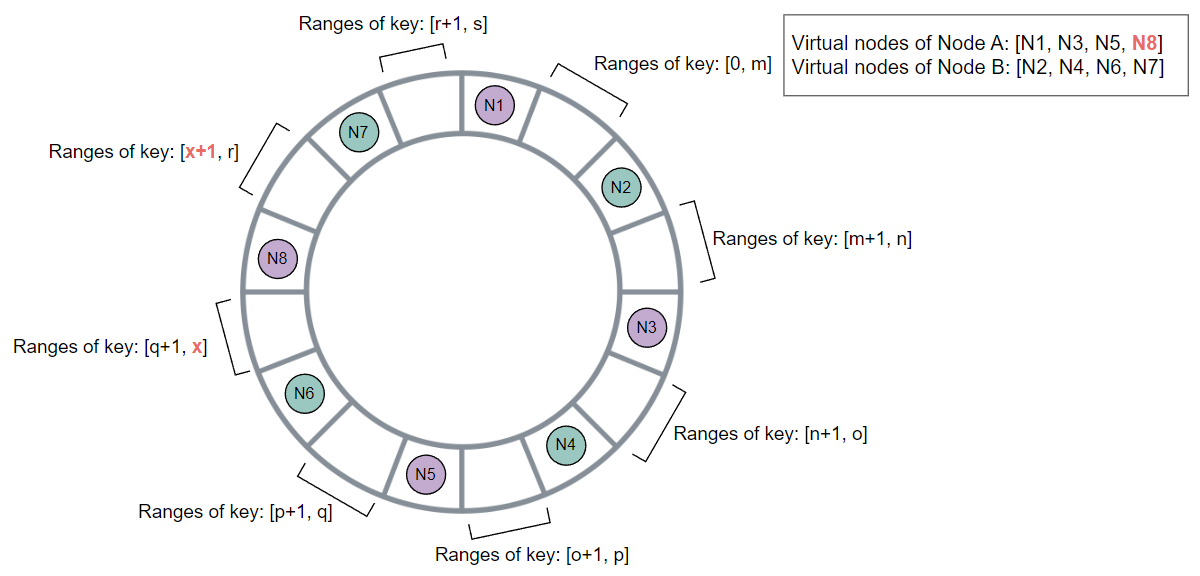 Ranges of key: [r+1, s]
Ranges of key: [0, m]
Virtual nodes of Node A: [N1, N3, N5, N8]
Virtual nodes of Node B: [N2, N4, N6, N7]
N1
N7
Ranges of key: [x+1, r]
N2
Ranges of key: [m+1, n]
N8
N3
Ranges of key: [q+1, x]
N6
Ranges of key: [n+1, o]
N4
N5
Ranges of key: [p+1, q]
Ranges of key: [o+1, p]